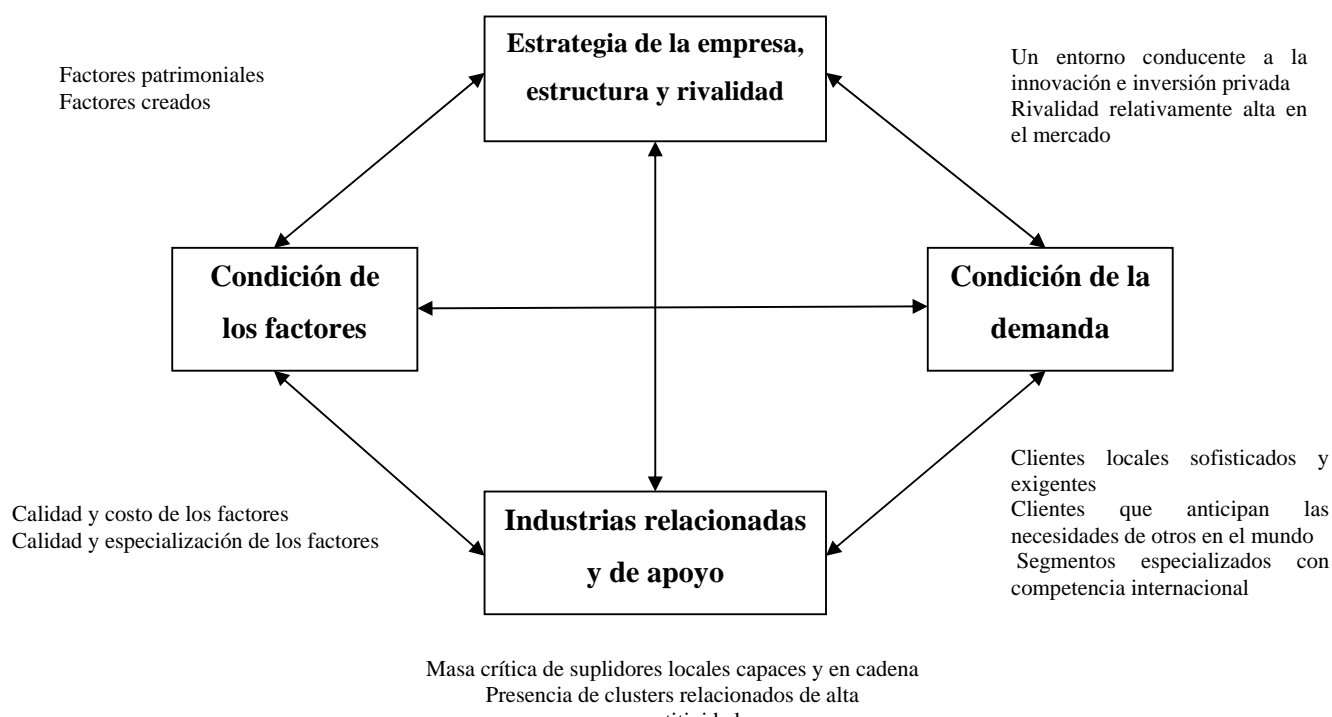 Estrategia de la empresa,
estructura y rivalidad
Factores patrimoniales
Factores creados
Un entorno conducente a la
innovación e inversión privada
Rivalidad relativamente alta en
el mercado
Condición de
los factores
Condición de la
demanda
Calidad y costo de los factores
Calidad y especialización de los factores
Industrias relacionadas
y de apoyo
Clientes locales sofisticados y
exigentes
Clientes que anticipan las
necesidades de otros en el mundo
Segmentos especializados con
competencia internacional
Masa crítica de suplidores locales capaces y en cadena
Presencia de clusters relacionados de alta